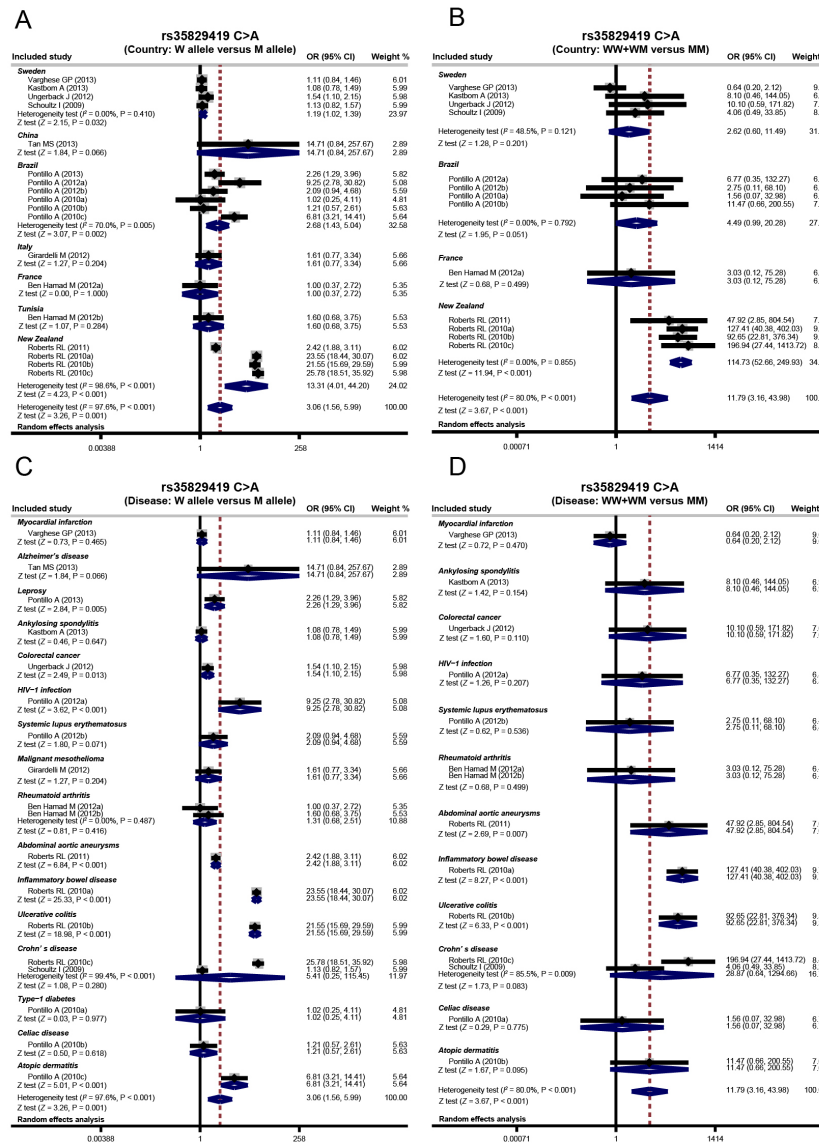 A
rs35829419 C>A
(Country: W allele versus M allele)
Included study OR (95% CI) Weight %
Sweden
Varghese GP (2013) 1.11 (0.84, 1.46) 6.01
Kastbom A (2013) 1.08 (0.78, 1.49) 5.99
Ungerback J (2012) 1.54 (1.10, 2.15) 5.98
Schoultz I (2009) 1.13 (0.82, 1.57) 5.99
Heterogeneity test (I² = 0.00%, P = 0.410) 1.19 (1.02, 1.39) 23.97
Z test (Z = 2.15, P = 0.032)
China
Tan MS (2013) 14.71 (0.84, 257.67) 2.89
Z test (Z = 1.84, P = 0.066) 14.71 (0.84, 257.67) 2.89
Brazil
Pontillo A (2013) 2.26 (1.29, 3.96) 5.82
Pontillo A (2012a) 9.25 (2.78, 30.82) 5.08
Pontillo A (2012b) 2.09 (0.94, 4.68) 5.59
Pontillo A (2010a) 1.02 (0.25, 4.11) 4.81
Pontillo A (2010b) 1.21 (0.57, 2.61) 5.63
Pontillo A (2010c) 6.81 (3.21, 14.41) 5.64
Heterogeneity test (I² = 70.0%, P = 0.005) 2.68 (1.43, 5.04) 32.58
Z test (Z = 3.07, P = 0.002)
Italy
Girardelli M (2012) 1.61 (0.77, 3.34) 5.66
Z test (Z = 1.27, P = 0.204) 1.61 (0.77, 3.34) 5.66
France
Ben Hamad M (2012a) 1.00 (0.37, 2.72) 5.35
Z test (Z = 0.00, P = 1.000) 1.00 (0.37, 2.72) 5.35
Tunisia
Ben Hamad M (2012b) 1.60 (0.68, 3.75) 5.53
Z test (Z = 1.07, P = 0.284) 1.60 (0.68, 3.75) 5.53
New Zealand
Roberts RL (2011) 2.42 (1.88, 3.11) 6.02
Roberts RL (2010a) 23.55 (18.44, 30.07) 6.02
Roberts RL (2010b) 21.55 (15.69, 29.59) 5.99
Roberts RL (2010c) 25.78 (18.51, 35.92) 5.98
Heterogeneity test (I² = 98.6%, P < 0.001) 13.31 (4.01, 44.20) 24.02
Z test (Z = 4.23, P < 0.001)
Heterogeneity test (I² = 97.6%, P < 0.001) 3.06 (1.56, 5.99) 100.00
Z test (Z = 3.26, P = 0.001)
Random effects analysis
0.00388 1 258
B
rs35829419 C>A
(Country: WW+WM versus MM)
Included study OR (95% CI) Weight %
Sweden
Varghese GP (2013) 0.64 (0.20, 2.12) 9.
Kastbom A (2013) 8.10 (0.46, 144.05) 6.
Ungerback J (2012) 10.10 (0.59, 171.82) 7.
Schoultz I (2009) 4.06 (0.49, 33.85) 8.
Heterogeneity test (I² = 48.5%, P = 0.121) 2.62 (0.60, 11.49) 31.
Z test (Z = 1.28, P = 0.201)
Brazil
Pontillo A (2012a) 6.77 (0.35, 132.27) 6.
Pontillo A (2012b) 2.75 (0.11, 68.10) 6.
Pontillo A (2010a) 1.56 (0.07, 32.98) 6.
Pontillo A (2010b) 11.47 (0.66, 200.55) 7.
Heterogeneity test (I² = 0.00%, P = 0.792) 4.49 (0.99, 20.28) 27.
Z test (Z = 1.95, P = 0.051)
France
Ben Hamad M (2012a) 3.03 (0.12, 75.28) 6.
Z test (Z = 0.68, P = 0.499) 3.03 (0.12, 75.28) 6.
New Zealand
Roberts RL (2011) 47.92 (2.85, 804.54) 7.
Roberts RL (2010a) 127.41 (40.38, 402.03) 9.
Roberts RL (2010b) 92.65 (22.81, 376.34) 9.
Roberts RL (2010c) 196.94 (27.44, 1413.72) 8.
Heterogeneity test (I² = 0.00%, P = 0.855) 114.73 (52.66, 249.93) 34.
Z test (Z = 11.94, P < 0.001)
Heterogeneity test (I² = 80.0%, P < 0.001) 11.79 (3.16, 43.98) 100.
Z test (Z = 3.67, P < 0.001)
Random effects analysis
0.00071 1 1414
C
rs35829419 C>A
(Disease: W allele versus M allele)
Included study OR (95% CI) Weight %
Myocardial infarction
Varghese GP (2013) 1.11 (0.84, 1.46) 6.01
Z test (Z = 0.73, P = 0.465) 1.11 (0.84, 1.46) 6.01
Alzheimer's disease
Tan MS (2013) 14.71 (0.84, 257.67) 2.89
Z test (Z = 1.84, P = 0.066) 14.71 (0.84, 257.67) 2.89
Leprosy
Pontillo A (2013) 2.26 (1.29, 3.96) 5.82
Z test (Z = 2.84, P = 0.005) 2.26 (1.29, 3.96) 5.82
Ankylosing spondylitis
Kastbom A (2013) 1.08 (0.78, 1.49) 5.99
Z test (Z = 0.46, P = 0.647) 1.08 (0.78, 1.49) 5.99
Colorectal cancer
Ungerback J (2012) 1.54 (1.10, 2.15) 5.98
Z test (Z = 2.49, P = 0.013) 1.54 (1.10, 2.15) 5.98
HIV−1 infection
Pontillo A (2012a) 9.25 (2.78, 30.82) 5.08
Z test (Z = 3.62, P < 0.001) 9.25 (2.78, 30.82) 5.08
Systemic lupus erythematosus
Pontillo A (2012b) 2.09 (0.94, 4.68) 5.59
Z test (Z = 1.80, P = 0.071) 2.09 (0.94, 4.68) 5.59
Malignant mesothelioma
Girardelli M (2012) 1.61 (0.77, 3.34) 5.66
Z test (Z = 1.27, P = 0.204) 1.61 (0.77, 3.34) 5.66
Rheumatoid arthritis
Ben Hamad M (2012a) 1.00 (0.37, 2.72) 5.35
Ben Hamad M (2012b) 1.60 (0.68, 3.75) 5.53
Heterogeneity test (I² = 0.00%, P = 0.487) 1.31 (0.68, 2.51) 10.88
Z test (Z = 0.81, P = 0.416)
Abdominal aortic aneurysms
Roberts RL (2011) 2.42 (1.88, 3.11) 6.02
Z test (Z = 6.84, P < 0.001) 2.42 (1.88, 3.11) 6.02
Inflammatory bowel disease
Roberts RL (2010a) 23.55 (18.44, 30.07) 6.02
Z test (Z = 25.33, P < 0.001) 23.55 (18.44, 30.07) 6.02
Ulcerative colitis
Roberts RL (2010b) 21.55 (15.69, 29.59) 5.99
Z test (Z = 18.98, P < 0.001) 21.55 (15.69, 29.59) 5.99
Crohn's disease
Roberts RL (2010c) 25.78 (18.51, 35.92) 5.98
Schoultz I (2009) 1.13 (0.82, 1.57) 5.99
Heterogeneity test (I² = 99.4%, P < 0.001) 5.41 (0.25, 115.45) 11.97
Z test (Z = 1.08, P = 0.280)
Type−1 diabetes
Pontillo A (2010a) 1.02 (0.25, 4.11) 4.81
Z test (Z = 0.03, P = 0.977) 1.02 (0.25, 4.11) 4.81
Celiac disease
Pontillo A (2010b) 1.21 (0.57, 2.61) 5.63
Z test (Z = 0.50, P = 0.618) 1.21 (0.57, 2.61) 5.63
Atopic dermatitis
Pontillo A (2010c) 6.81 (3.21, 14.41) 5.64
Z test (Z = 5.01, P < 0.001) 6.81 (3.21, 14.41) 5.64
Heterogeneity test (I² = 97.6%, P < 0.001) 3.06 (1.56, 5.99) 100.00
Z test (Z = 3.26, P = 0.001)
Random effects analysis
0.00388 1 258
D
rs35829419 C>A
(Disease: WW+WM versus MM)
Included study OR (95% CI) Weight
Myocardial infarction
Varghese GP (2013) 0.64 (0.20, 2.12) 9.
Z test (Z = 0.72, P = 0.470) 0.64 (0.20, 2.12) 9.
Ankylosing spondylitis
Kastbom A (2013) 8.10 (0.46, 144.05) 6.
Z test (Z = 1.42, P = 0.154) 8.10 (0.46, 144.05) 6.
Colorectal cancer
Ungerback J (2012) 10.10 (0.59, 171.82) 7.
Z test (Z = 1.60, P = 0.110) 10.10 (0.59, 171.82) 7.
HIV−1 infection
Pontillo A (2012a) 6.77 (0.35, 132.27) 6.
Z test (Z = 1.26, P = 0.207) 6.77 (0.35, 132.27) 6.
Systemic lupus erythematosus
Pontillo A (2012b) 2.75 (0.11, 68.10) 6.
Z test (Z = 0.62, P = 0.536) 2.75 (0.11, 68.10) 6.
Rheumatoid arthritis
Ben Hamad M (2012a) 3.03 (0.12, 75.28) 6.
Ben Hamad M (2012b) 3.03 (0.12, 75.28) 6.
Z test (Z = 0.68, P = 0.499)
Abdominal aortic aneurysms
Roberts RL (2011) 47.92 (2.85, 804.54) 7.
Z test (Z = 2.69, P = 0.007) 47.92 (2.85, 804.54) 7.
Inflammatory bowel disease
Roberts RL (2010a) 127.41 (40.38, 402.03) 9.
Z test (Z = 8.27, P < 0.001) 127.41 (40.38, 402.03) 9.
Ulcerative colitis
Roberts RL (2010b) 92.65 (22.81, 376.34) 9.
Z test (Z = 6.33, P < 0.001) 92.65 (22.81, 376.34) 9.
Crohn's disease
Roberts RL (2010c) 196.94 (27.44, 1413.72) 8.
Schoultz I (2009) 4.06 (0.49, 33.85) 8.
Heterogeneity test (I² = 85.5%, P = 0.009) 28.87 (0.64, 1294.66) 16.
Z test (Z = 1.73, P = 0.083)
Celiac disease
Pontillo A (2010a) 1.56 (0.07, 32.98) 6.
Z test (Z = 0.29, P = 0.775) 1.56 (0.07, 32.98) 6.
Atopic dermatitis
Pontillo A (2010b) 11.47 (0.66, 200.55) 7.
Z test (Z = 1.67, P = 0.095) 11.47 (0.66, 200.55) 7.
Heterogeneity test (I² = 80.0%, P < 0.001) 11.79 (3.16, 43.98) 100.
Z test (Z = 3.67, P < 0.001)
Random effects analysis
0.00071 1 1414